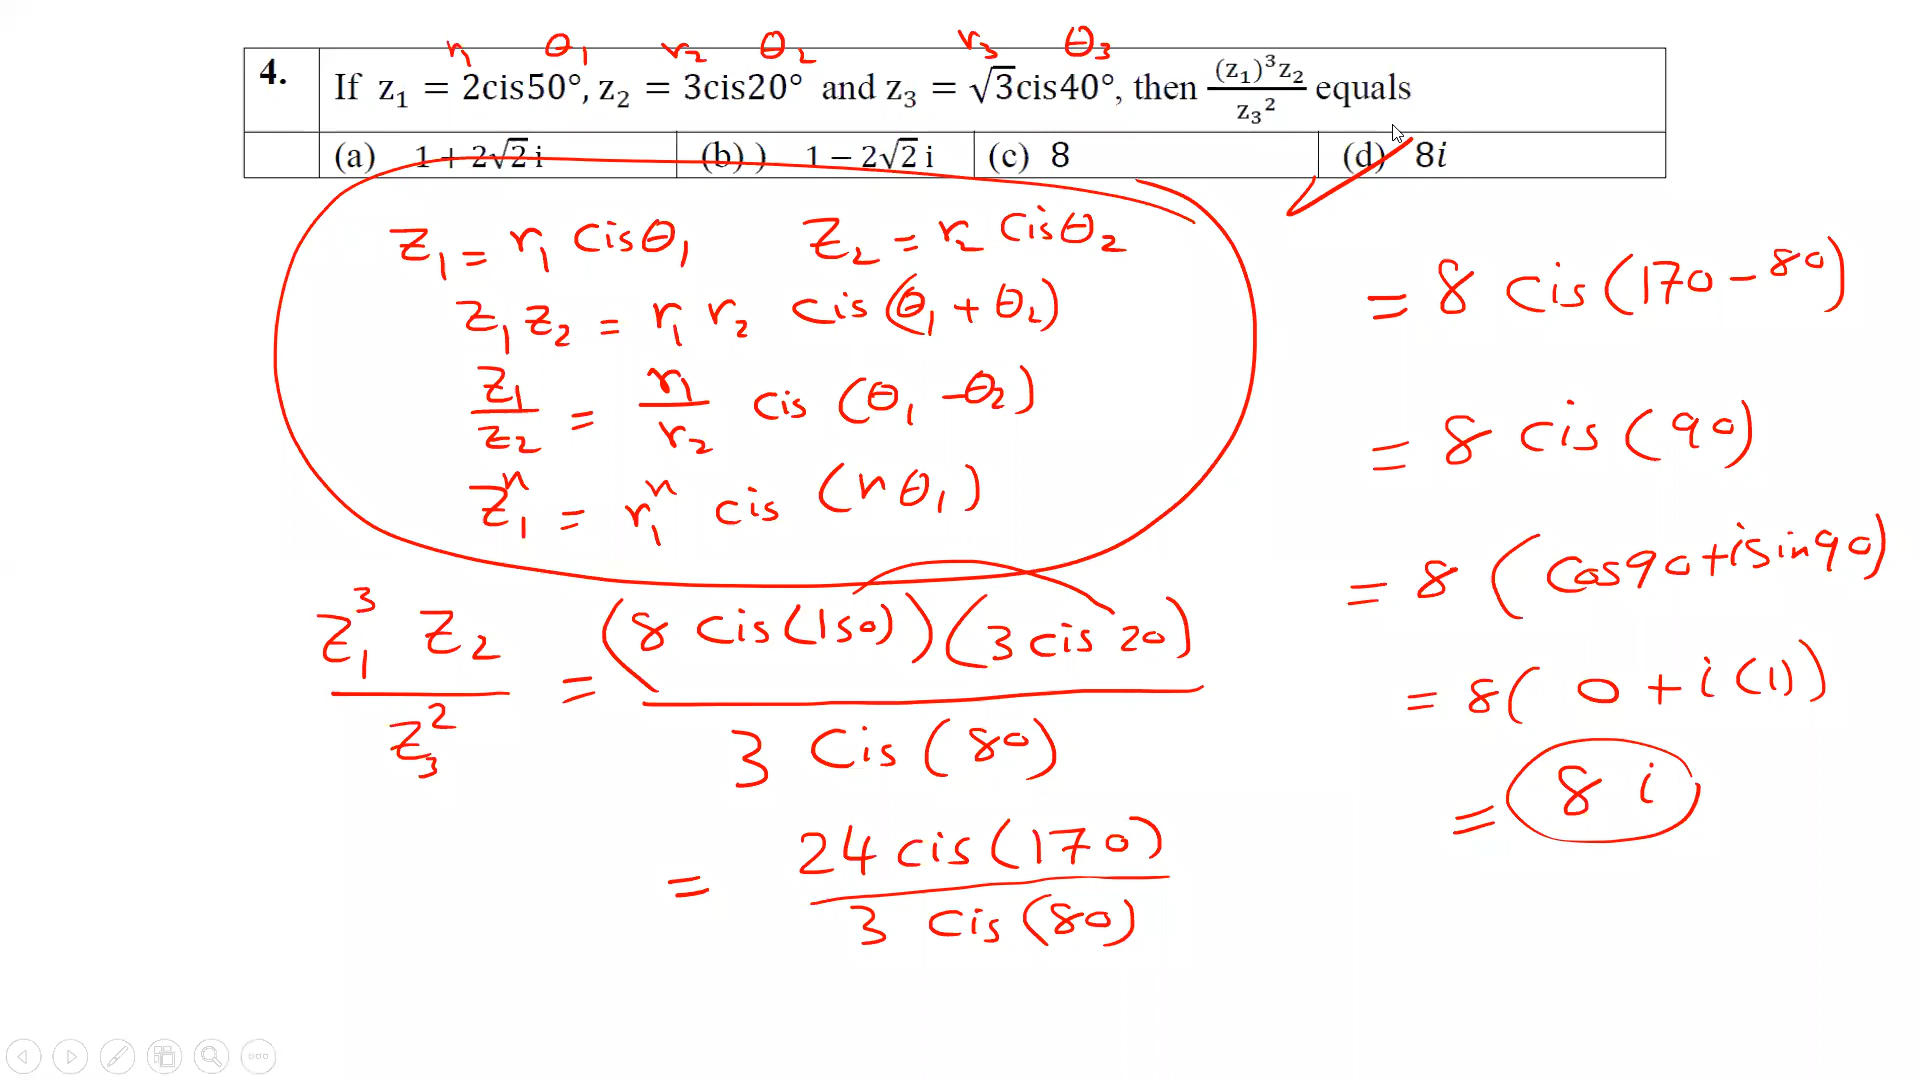 r₁ θ₁ r₂ θ₂ r₃ θ₃
4. If z₁ = 2cis50°, z₂ = 3cis20° and z₃ = √3cis40°, then (z₁)³z₂ / z₃² equals
(a) 1 + 2√2 i (b) ) 1 − 2√2 i (c) 8 (d) 8i
z₁ = r₁ cisθ₁ z₂ = r₂ cisθ₂
z₁ z₂ = r₁ r₂ cis(θ₁ + θ₂)
z₁ / z₂ = r₁ / r₂ cis (θ₁ - θ₂)
z₁ⁿ = r₁ⁿ cis (nθ₁)
z₁³ z₂ / z₃² = (8 cis(150))(3 cis 20) / 3 cis(80)
= 24 cis(170) / 3 cis(80)
= 8 cis(170 - 80)
= 8 cis(90)
= 8 (cos90 + isin90)
= 8( 0 + i(1))
= 8 i